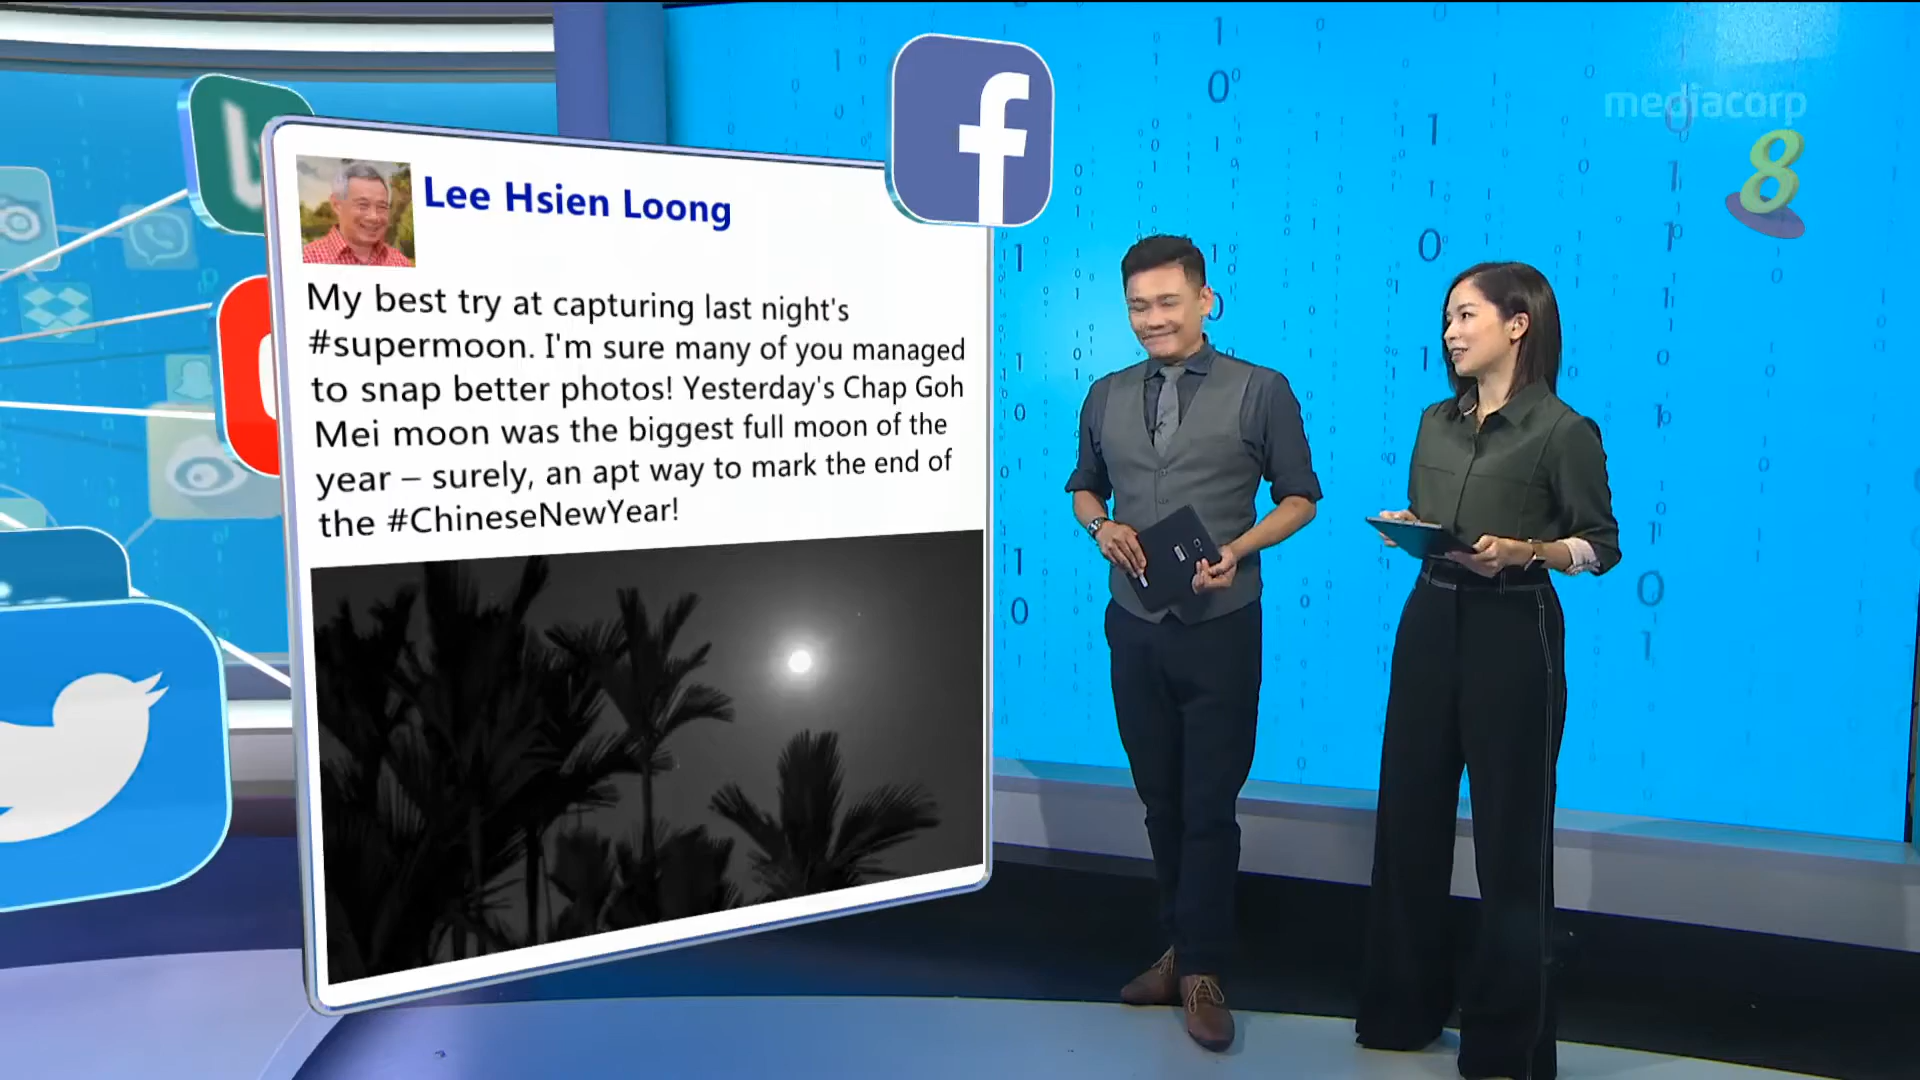 Lee Hsien Loong
My best try at capturing last night's
#supermoon. I'm sure many of you managed
to snap better photos! Yesterday's Chap Goh
Mei moon was the biggest full moon of the
year – surely, an apt way to mark the end of
the #ChineseNewYear!
f
mediacorp
8